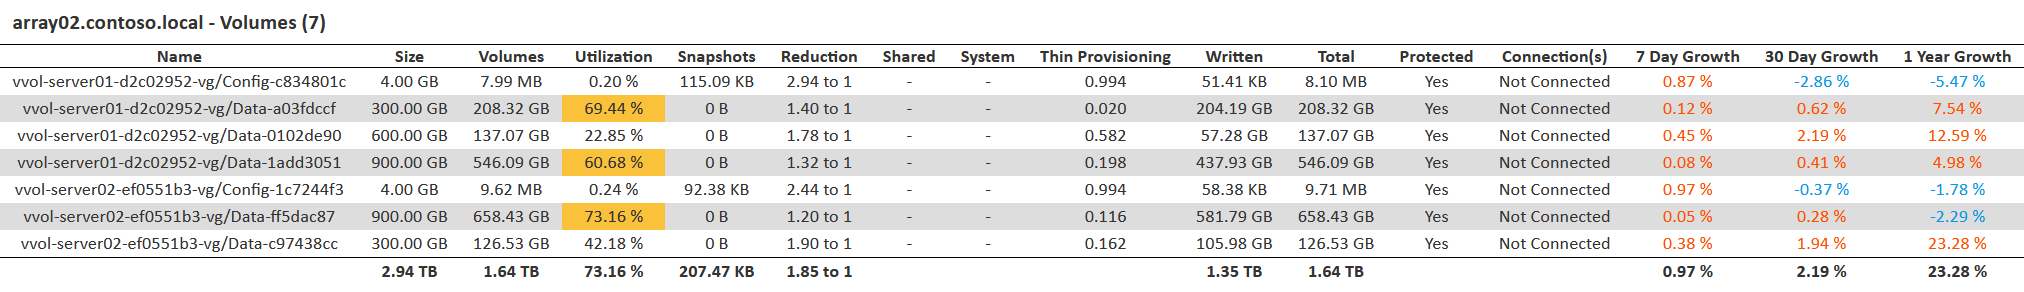 array02.contoso.local - Volumes (7)
Name Size Volumes Utilization Snapshots Reduction Shared System Thin Provisioning Written Total Protected Connection(s) 7 Day Growth 30 Day Growth 1 Year Growth
vvol-server01-d2c02952-vg/Config-c834801c 4.00 GB 7.99 MB 0.20 % 115.09 KB 2.94 to 1 - - 0.994 51.41 KB 8.10 MB Yes Not Connected 0.87 % -2.86 % -5.47 %
vvol-server01-d2c02952-vg/Data-a03fdccf 300.00 GB 208.32 GB 69.44 % 0 B 1.40 to 1 - - 0.020 204.19 GB 208.32 GB Yes Not Connected 0.12 % 0.62 % 7.54 %
vvol-server01-d2c02952-vg/Data-0102de90 600.00 GB 137.07 GB 22.85 % 0 B 1.78 to 1 - - 0.582 57.28 GB 137.07 GB Yes Not Connected 0.45 % 2.19 % 12.59 %
vvol-server01-d2c02952-vg/Data-1add3051 900.00 GB 546.09 GB 60.68 % 0 B 1.32 to 1 - - 0.198 437.93 GB 546.09 GB Yes Not Connected 0.08 % 0.41 % 4.98 %
vvol-server02-ef0551b3-vg/Config-1c7244f3 4.00 GB 9.62 MB 0.24 % 92.38 KB 2.44 to 1 - - 0.994 58.38 KB 9.71 MB Yes Not Connected 0.97 % -0.37 % -1.78 %
vvol-server02-ef0551b3-vg/Data-ff5dac87 900.00 GB 658.43 GB 73.16 % 0 B 1.20 to 1 - - 0.116 581.79 GB 658.43 GB Yes Not Connected 0.05 % 0.28 % -2.29 %
vvol-server02-ef0551b3-vg/Data-c97438cc 300.00 GB 126.53 GB 42.18 % 0 B 1.90 to 1 - - 0.162 105.98 GB 126.53 GB Yes Not Connected 0.38 % 1.94 % 23.28 %
2.94 TB 1.64 TB 73.16 % 207.47 KB 1.85 to 1 1.35 TB 1.64 TB 0.97 % 2.19 % 23.28 %